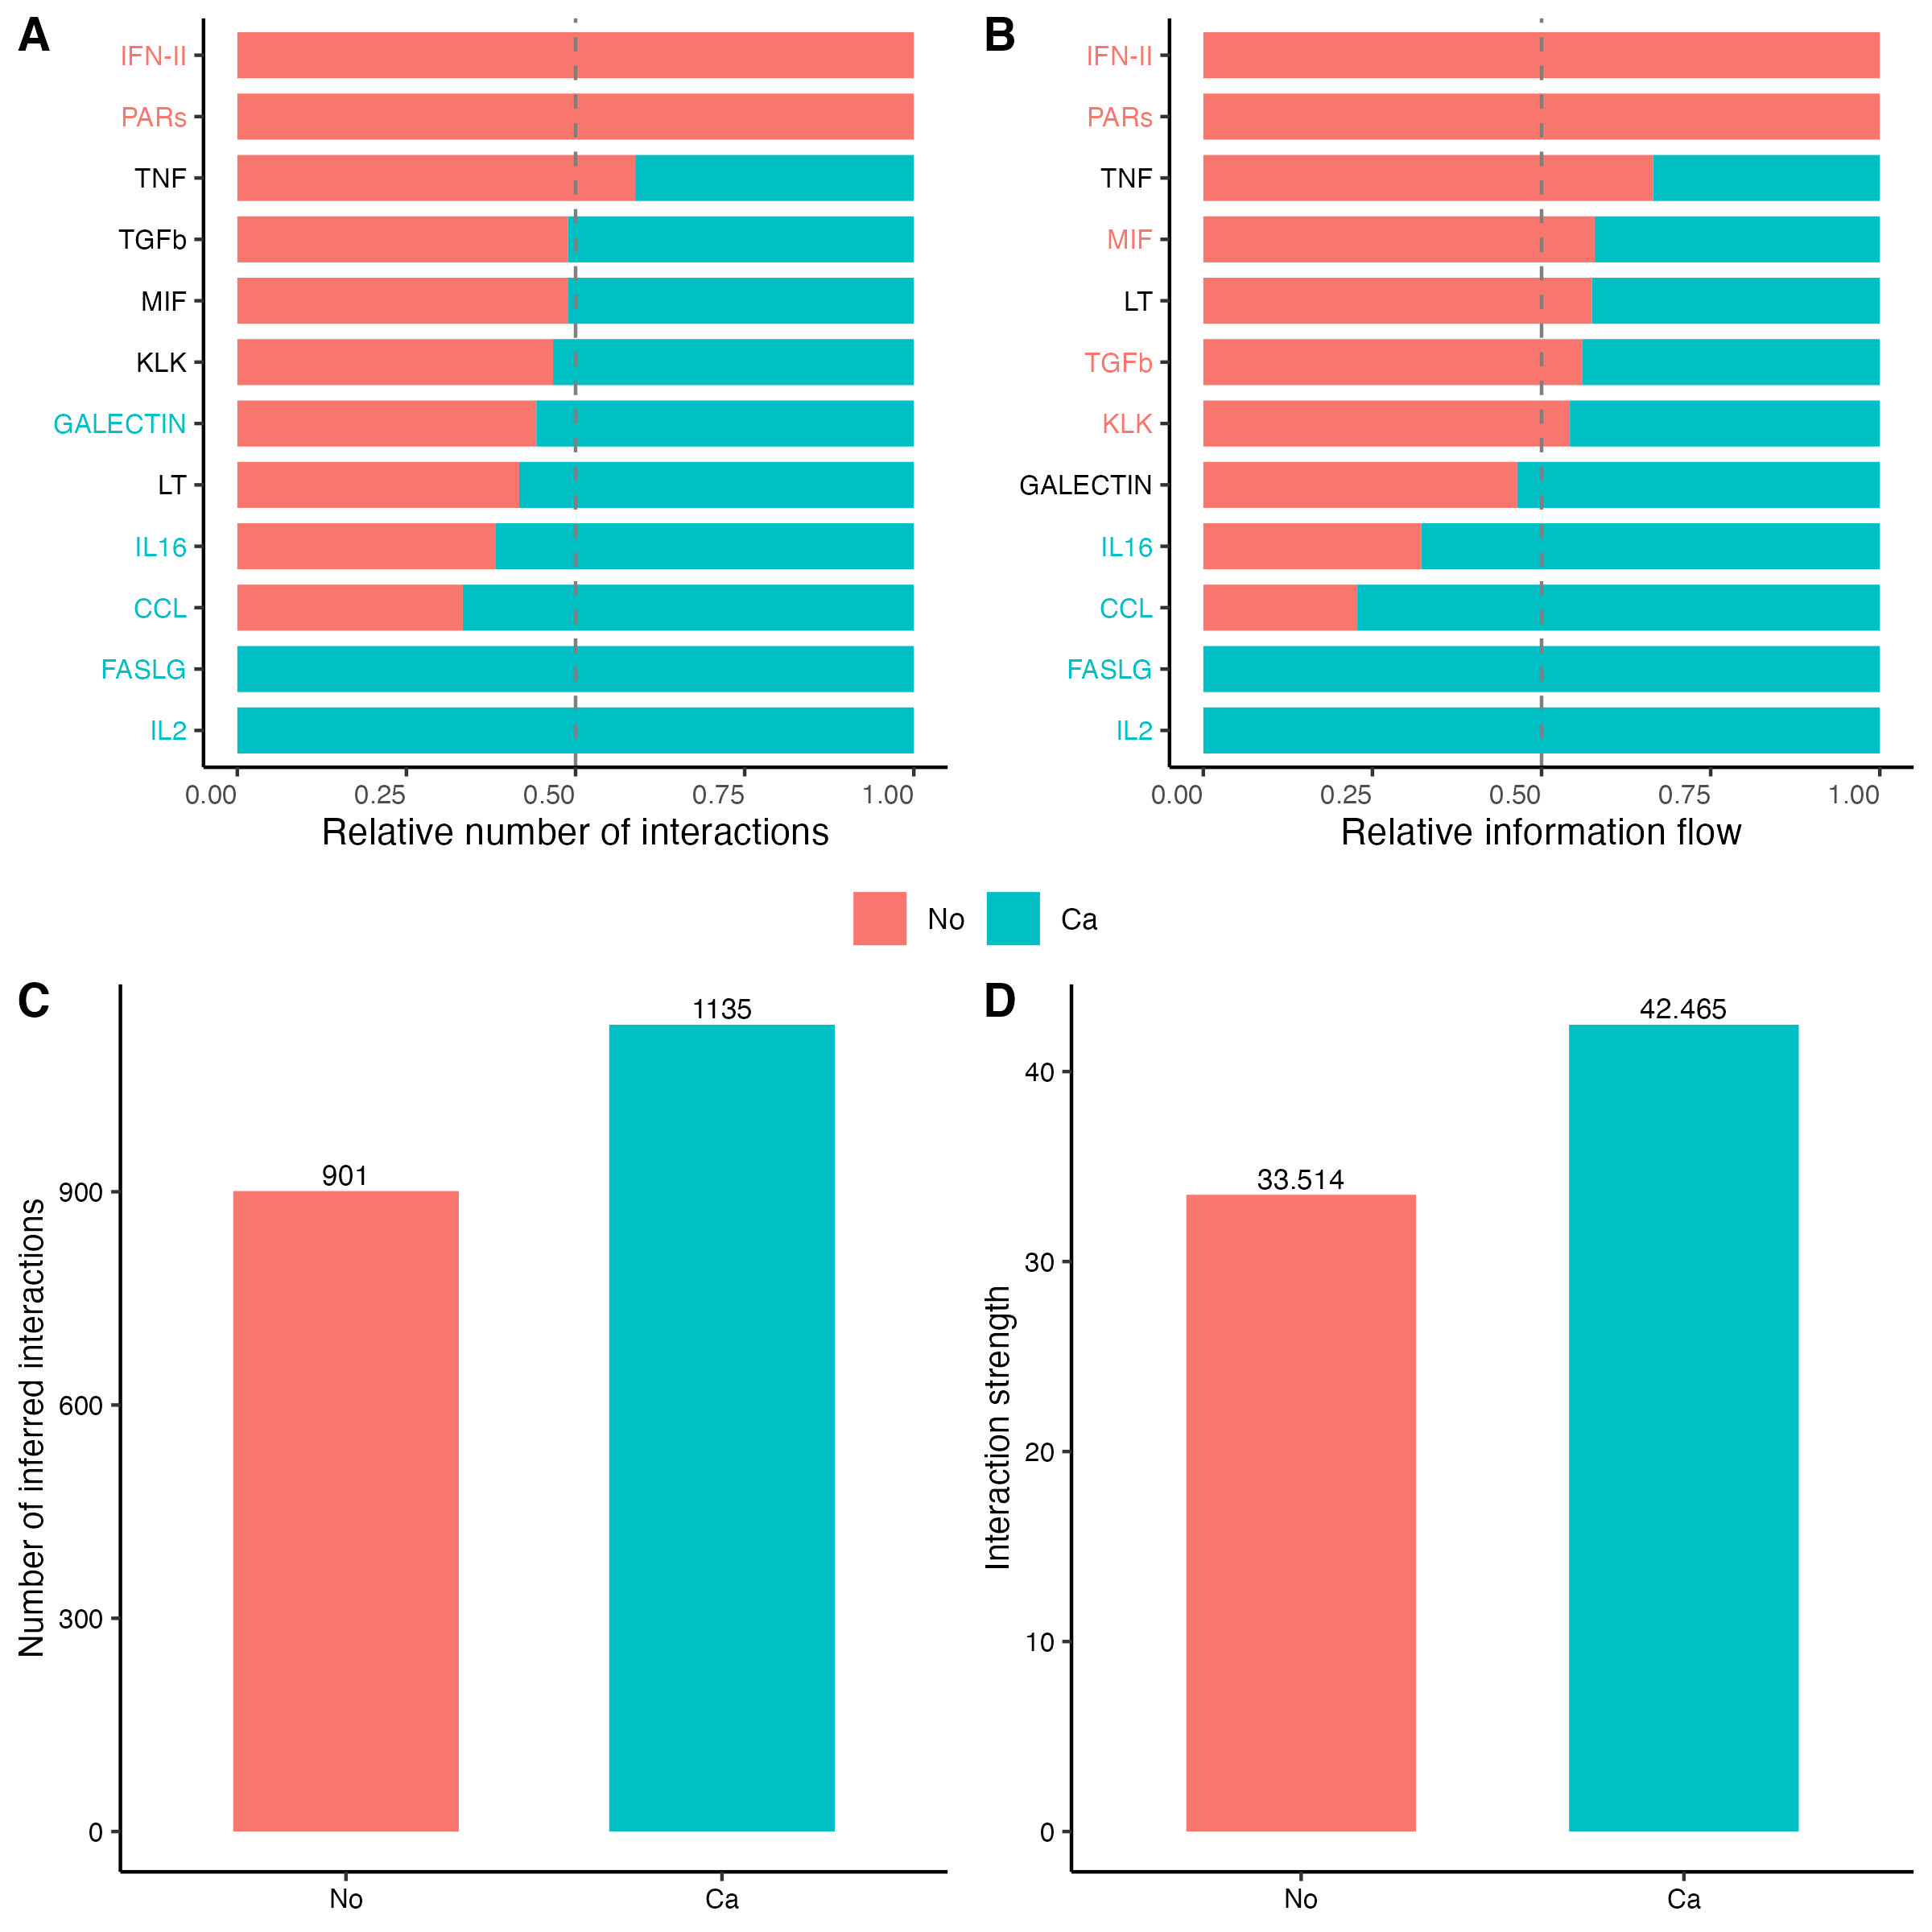 A
IFN-II
PARs
TNF
TGFb
MIF
KLK
GALECTIN
LT
IL16
CCL
FASLG
IL2
0.00 0.25 0.50 0.75 1.00
Relative number of interactions
B
IFN-II
PARs
TNF
MIF
LT
TGFb
KLK
GALECTIN
IL16
CCL
FASLG
IL2
0.00 0.25 0.50 0.75 1.00
Relative information flow
No Ca
C
Number of inferred interactions
1135
901
900
600
300
0
No Ca
D
Interaction strength
42.465
33.514
40
30
20
10
0
No Ca